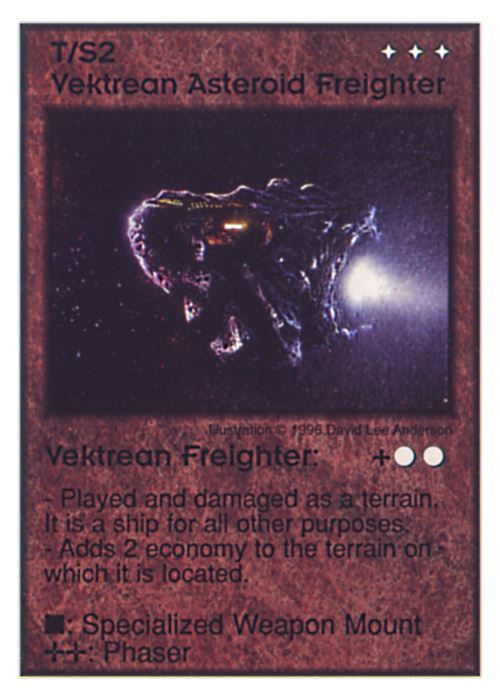 T/S2
Vektrean Asteroid Freighter
Illustration © 1996 David Lee Anderson
Vektrean Freighter: +
- Played and damaged as a terrain.
It is a ship for all other purposes.
- Adds 2 economy to the terrain on
which it is located.
■: Specialized Weapon Mount
++: Phaser